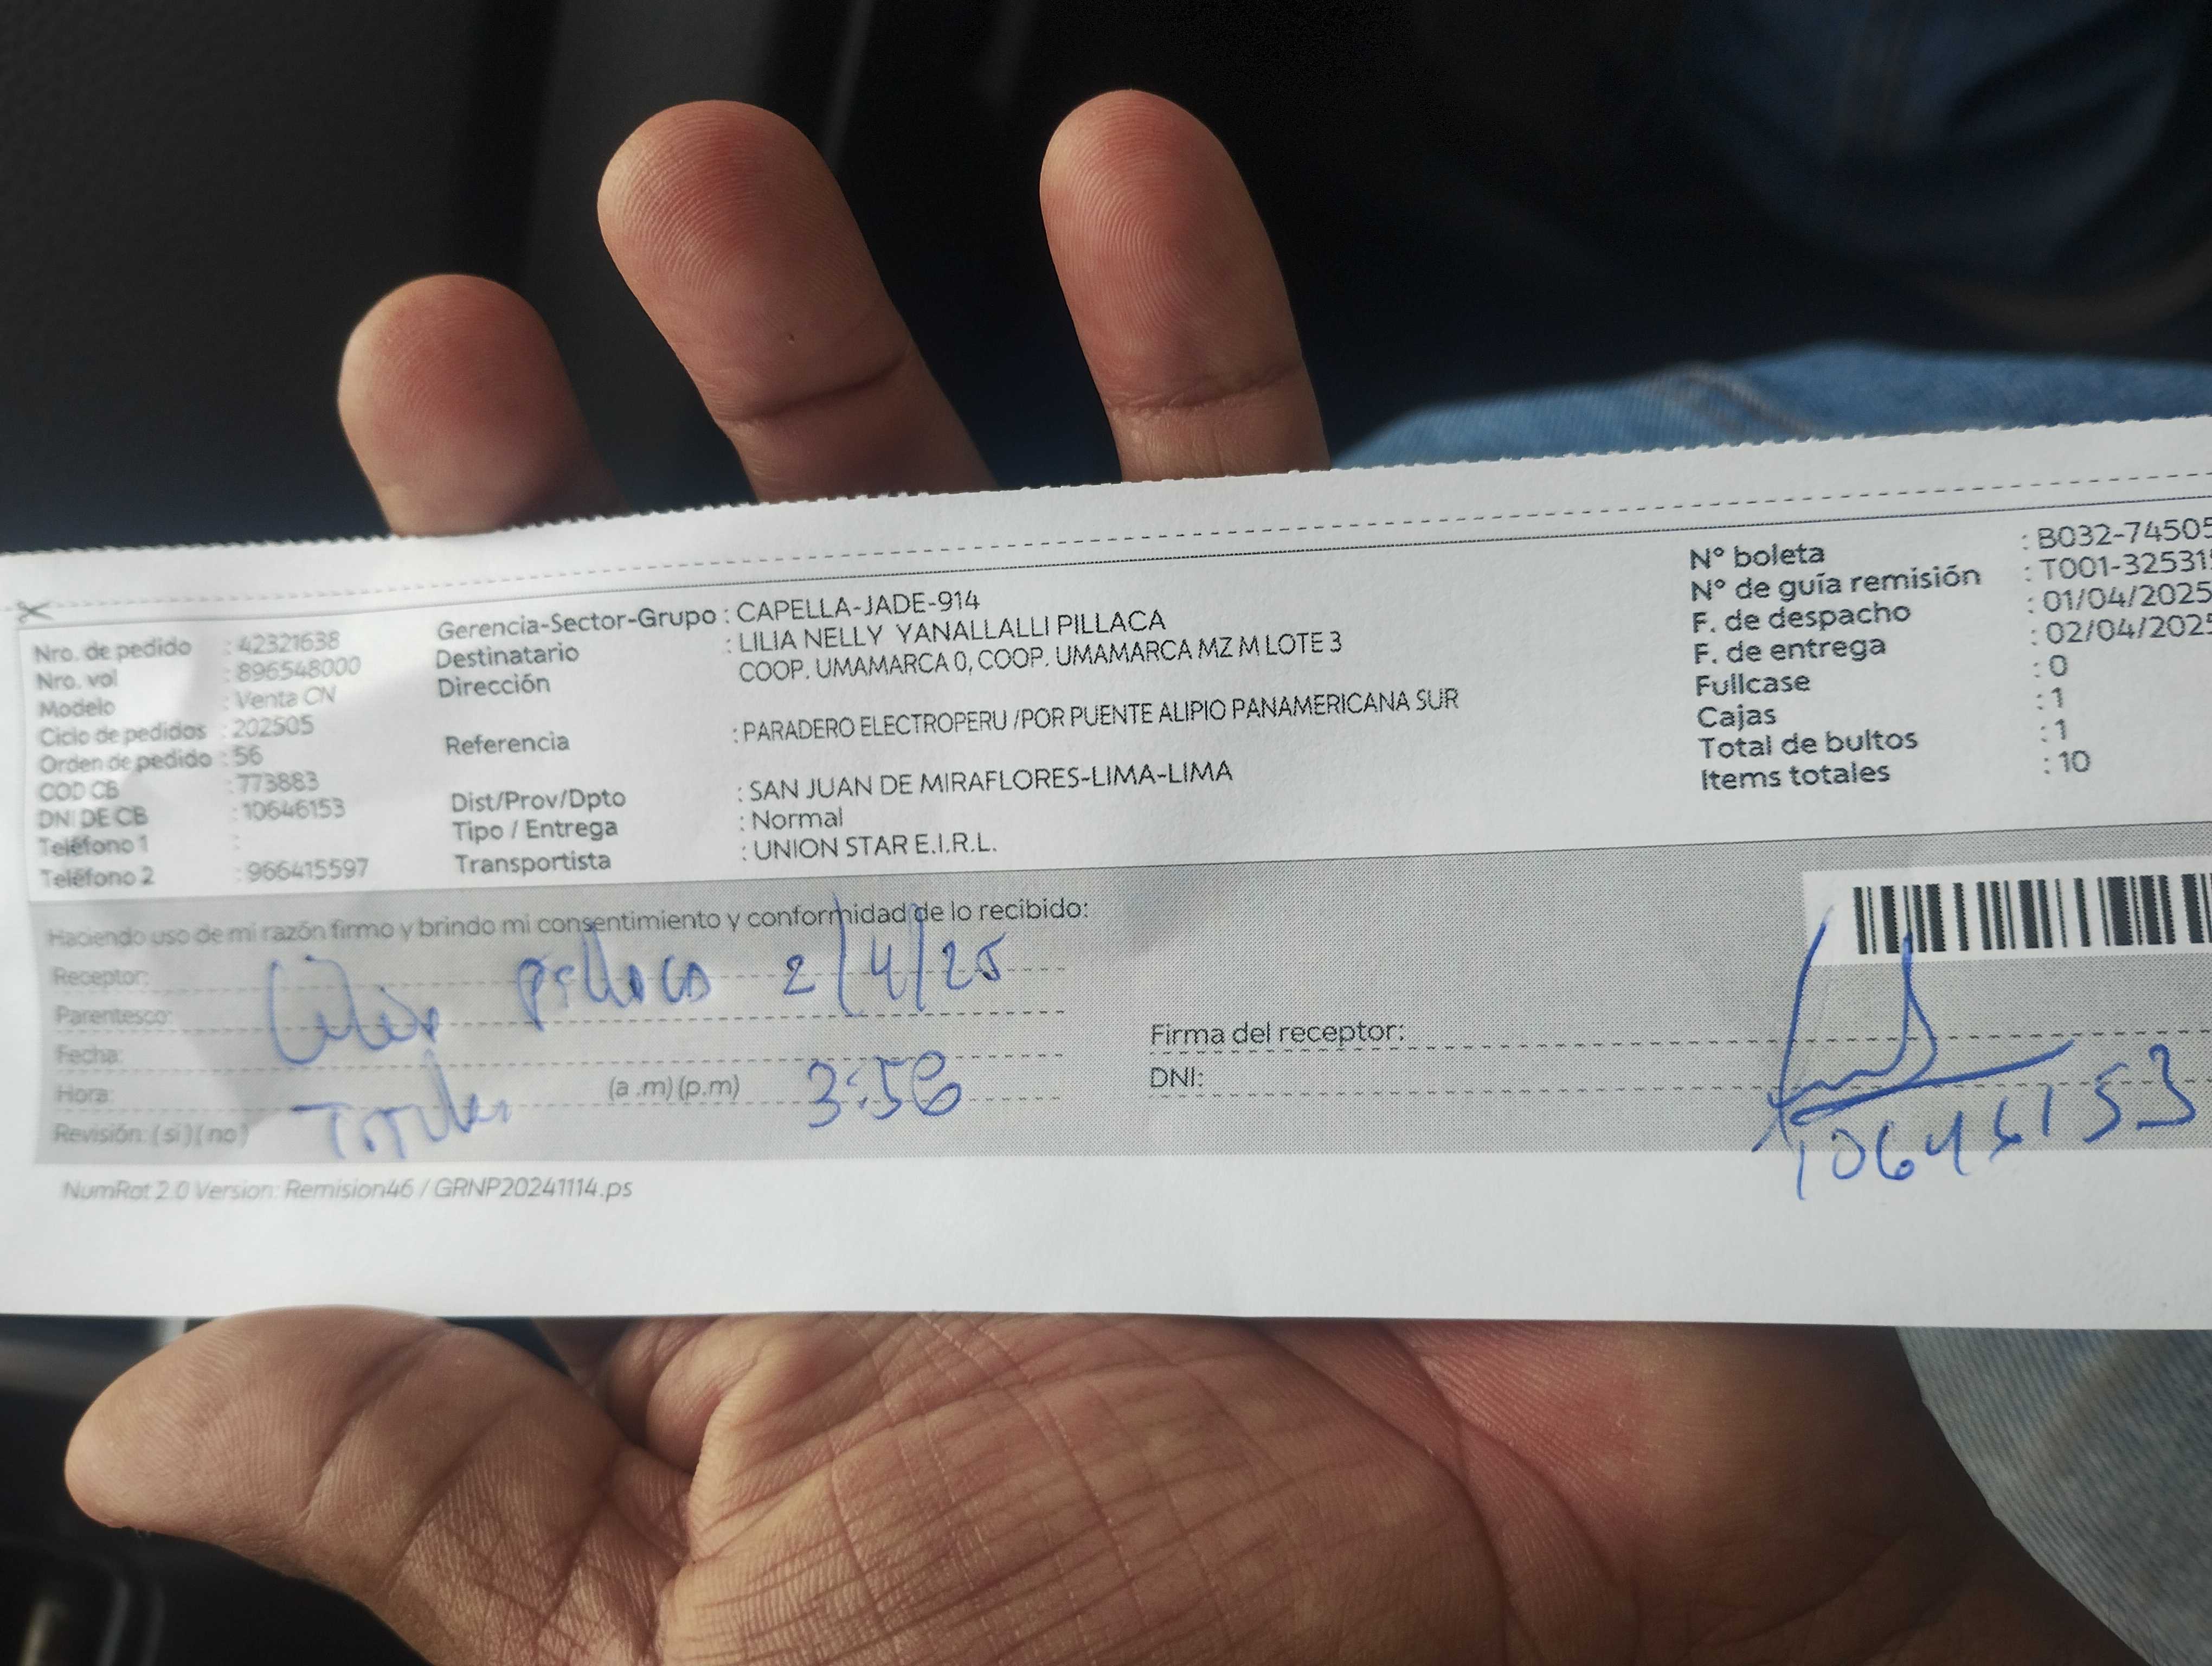 Nro. de pedido : 42321638
Nro. vol : 896548000
Modelo : Venta CN
Ciclo de pedidos : 202505
Orden de pedido : 56
COD CB : 773883
DNI DE CB : 10646153
Teléfono 1 :
Teléfono 2 : 966415597
Gerencia-Sector-Grupo : CAPELLA-JADE-914
Destinatario : LILIA NELLY YANALLALLI PILLACA
Dirección COOP. UMAMARCA 0, COOP. UMAMARCA MZ M LOTE 3
Referencia : PARADERO ELECTROPERU /POR PUENTE ALIPIO PANAMERICANA SUR
Dist/Prov/Dpto : SAN JUAN DE MIRAFLORES-LIMA-LIMA
Tipo / Entrega : Normal
Transportista : UNION STAR E.I.R.L.
N° boleta : B032-74505
N° de guía remisión : T001-32531
F. de despacho : 01/04/2025
F. de entrega : 02/04/2025
Fullcase : 0
Cajas : 1
Total de bultos : 1
Items totales : 10
Haciendo uso de mi razón firmo y brindo mi consentimiento y conformidad de lo recibido:
Receptor: Lilia Pillaca 2/4/25
Parentesco:
Fecha:
Hora: (a .m) (p.m) 3:56
Revisión: ( si ) ( no ) Titular
Firma del receptor:
DNI: 10646153
NumRot 2.0 Version: Remision46 / GRNP20241114.ps